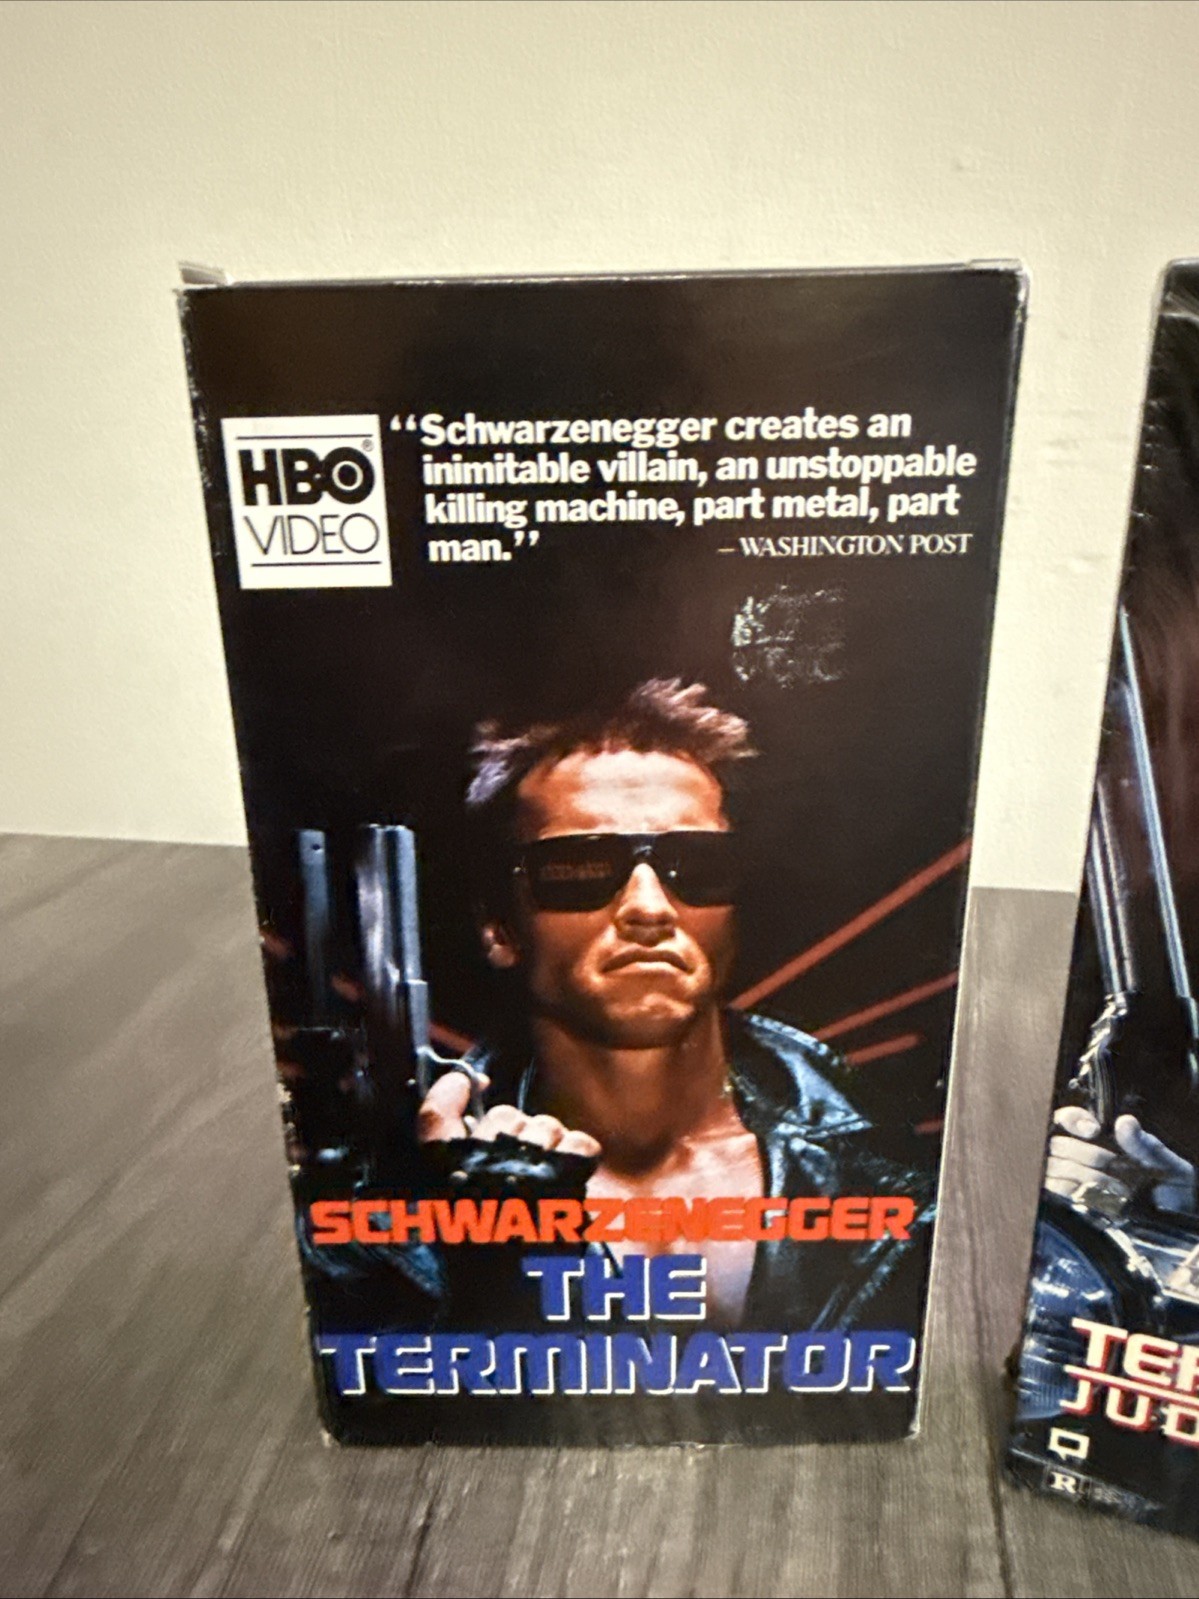 HBO®
VIDEO
“Schwarzenegger creates an
inimitable villain, an unstoppable
killing machine, part metal, part
man.”
– WASHINGTON POST
SCHWARZENEGGER
THE
TERMINATOR
TER
JUD
R